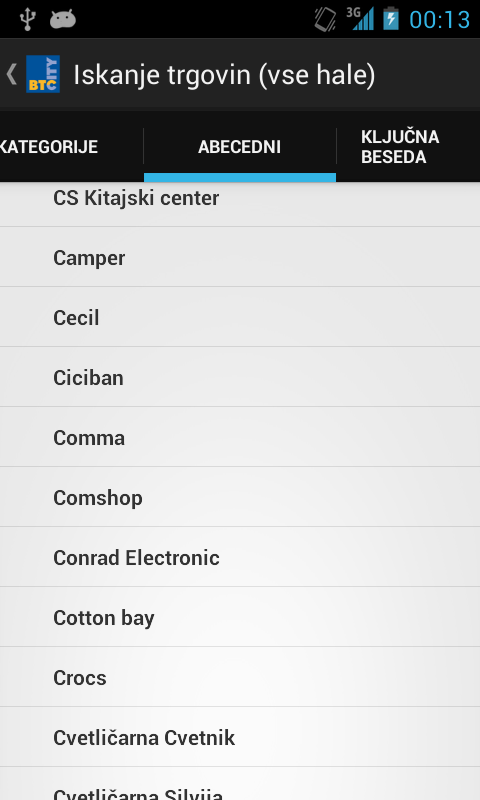 3G 00:13
BTC CITY Iskanje trgovin (vse hale)
KATEGORIJE
ABECEDNI
KLJUČNA
BESEDA
CS Kitajski center
Camper
Cecil
Ciciban
Comma
Comshop
Conrad Electronic
Cotton bay
Crocs
Cvetličarna Cvetnik
Cvetličarna Silvija